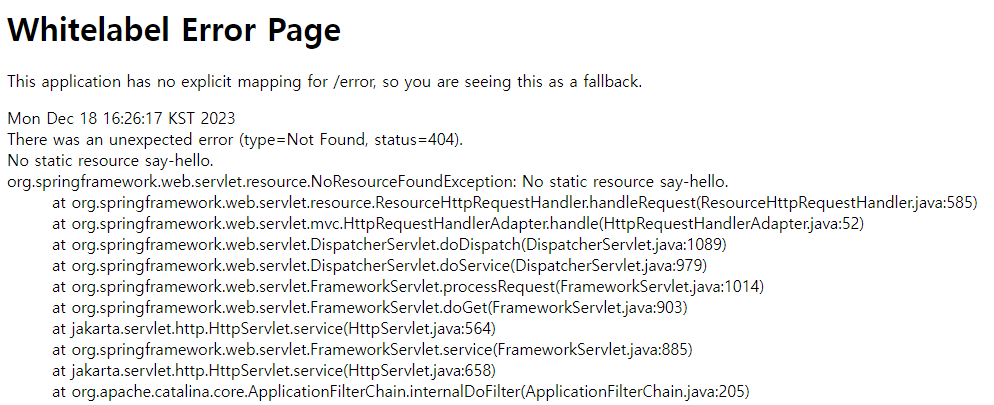 Whitelabel Error Page
This application has no explicit mapping for /error, so you are seeing this as a fallback.
Mon Dec 18 16:26:17 KST 2023
There was an unexpected error (type=Not Found, status=404).
No static resource say-hello.
org.springframework.web.servlet.resource.NoResourceFoundException: No static resource say-hello.
at org.springframework.web.servlet.resource.ResourceHttpRequestHandler.handleRequest(ResourceHttpRequestHandler.java:585)
at org.springframework.web.servlet.mvc.HttpRequestHandlerAdapter.handle(HttpRequestHandlerAdapter.java:52)
at org.springframework.web.servlet.DispatcherServlet.doDispatch(DispatcherServlet.java:1089)
at org.springframework.web.servlet.DispatcherServlet.doService(DispatcherServlet.java:979)
at org.springframework.web.servlet.FrameworkServlet.processRequest(FrameworkServlet.java:1014)
at org.springframework.web.servlet.FrameworkServlet.doGet(FrameworkServlet.java:903)
at jakarta.servlet.http.HttpServlet.service(HttpServlet.java:564)
at org.springframework.web.servlet.FrameworkServlet.service(FrameworkServlet.java:885)
at jakarta.servlet.http.HttpServlet.service(HttpServlet.java:658)
at org.apache.catalina.core.ApplicationFilterChain.internalDoFilter(ApplicationFilterChain.java:205)